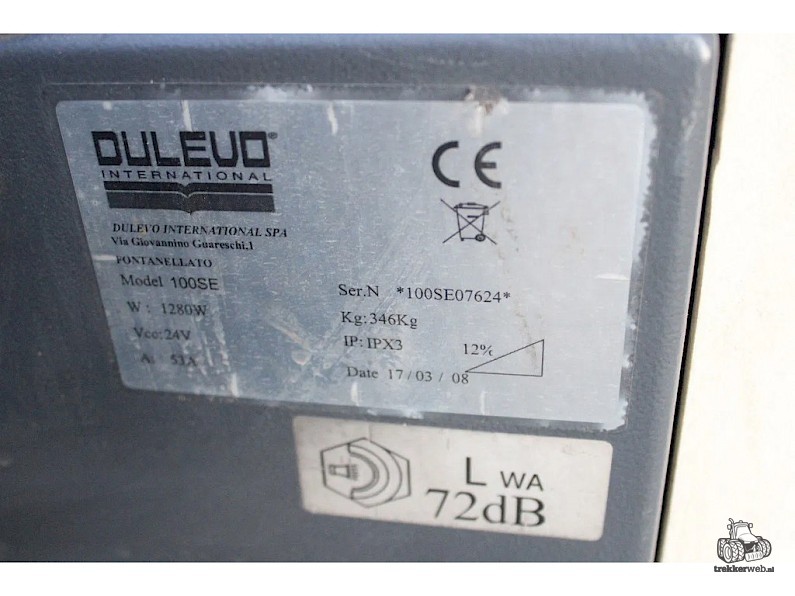 DULEVO®
INTERNATIONAL
DULEVO INTERNATIONAL SPA
Via Giovannino Guareschi,1
FONTANELLATO
Model 100SE
W : 1280W
Vcc:24V
A: 53A
CE
Ser.N *100SE07624*
Kg:346Kg
IP:IPX3
12%
Date 17/03/08
L WA
72dB
trekkerweb.nl